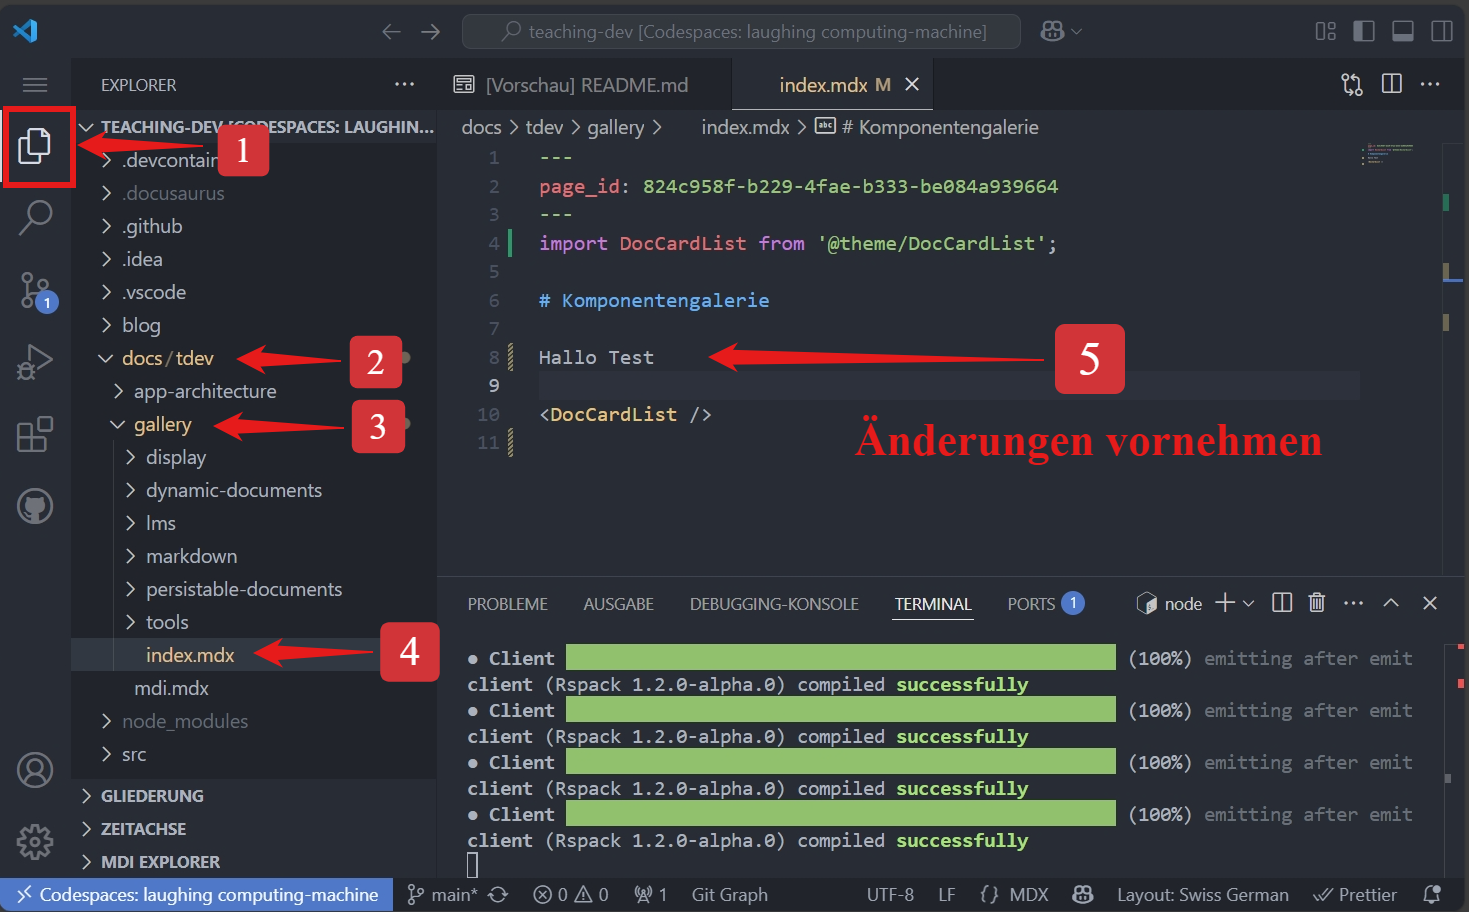 teaching-dev [Codespaces: laughing computing-machine]
EXPLORER
TEACHING-DEV [CODESPACES: LAUGHIN...
1
.devcontain
.docusaurus
.github
.idea
.vscode
blog
docs / tdev
2
app-architecture
gallery
3
display
dynamic-documents
lms
markdown
persistable-documents
tools
index.mdx
4
mdi.mdx
node_modules
src
GLIEDERUNG
ZEITACHSE
MDI EXPLORER
1
[Vorschau] README.md
index.mdx M
docs > tdev > gallery > index.mdx > abc # Komponentengalerie
1 ---
2 page_id: 824c958f-b229-4fae-b333-be084a939664
3 ---
4 import DocCardList from '@theme/DocCardList';
5
6 # Komponentengalerie
7
8 Hallo Test
5
9
10 <DocCardList />
11
Änderungen vornehmen
PROBLEME AUSGABE DEBUGGING-KONSOLE TERMINAL PORTS 1 node
● Client (100%) emitting after emit
client (Rspack 1.2.0-alpha.0) compiled successfully
● Client (100%) emitting after emit
client (Rspack 1.2.0-alpha.0) compiled successfully
● Client (100%) emitting after emit
client (Rspack 1.2.0-alpha.0) compiled successfully
● Client (100%) emitting after emit
client (Rspack 1.2.0-alpha.0) compiled successfully
Codespaces: laughing computing-machine main* 0 0 1 Git Graph UTF-8 LF {} MDX Layout: Swiss German Prettier